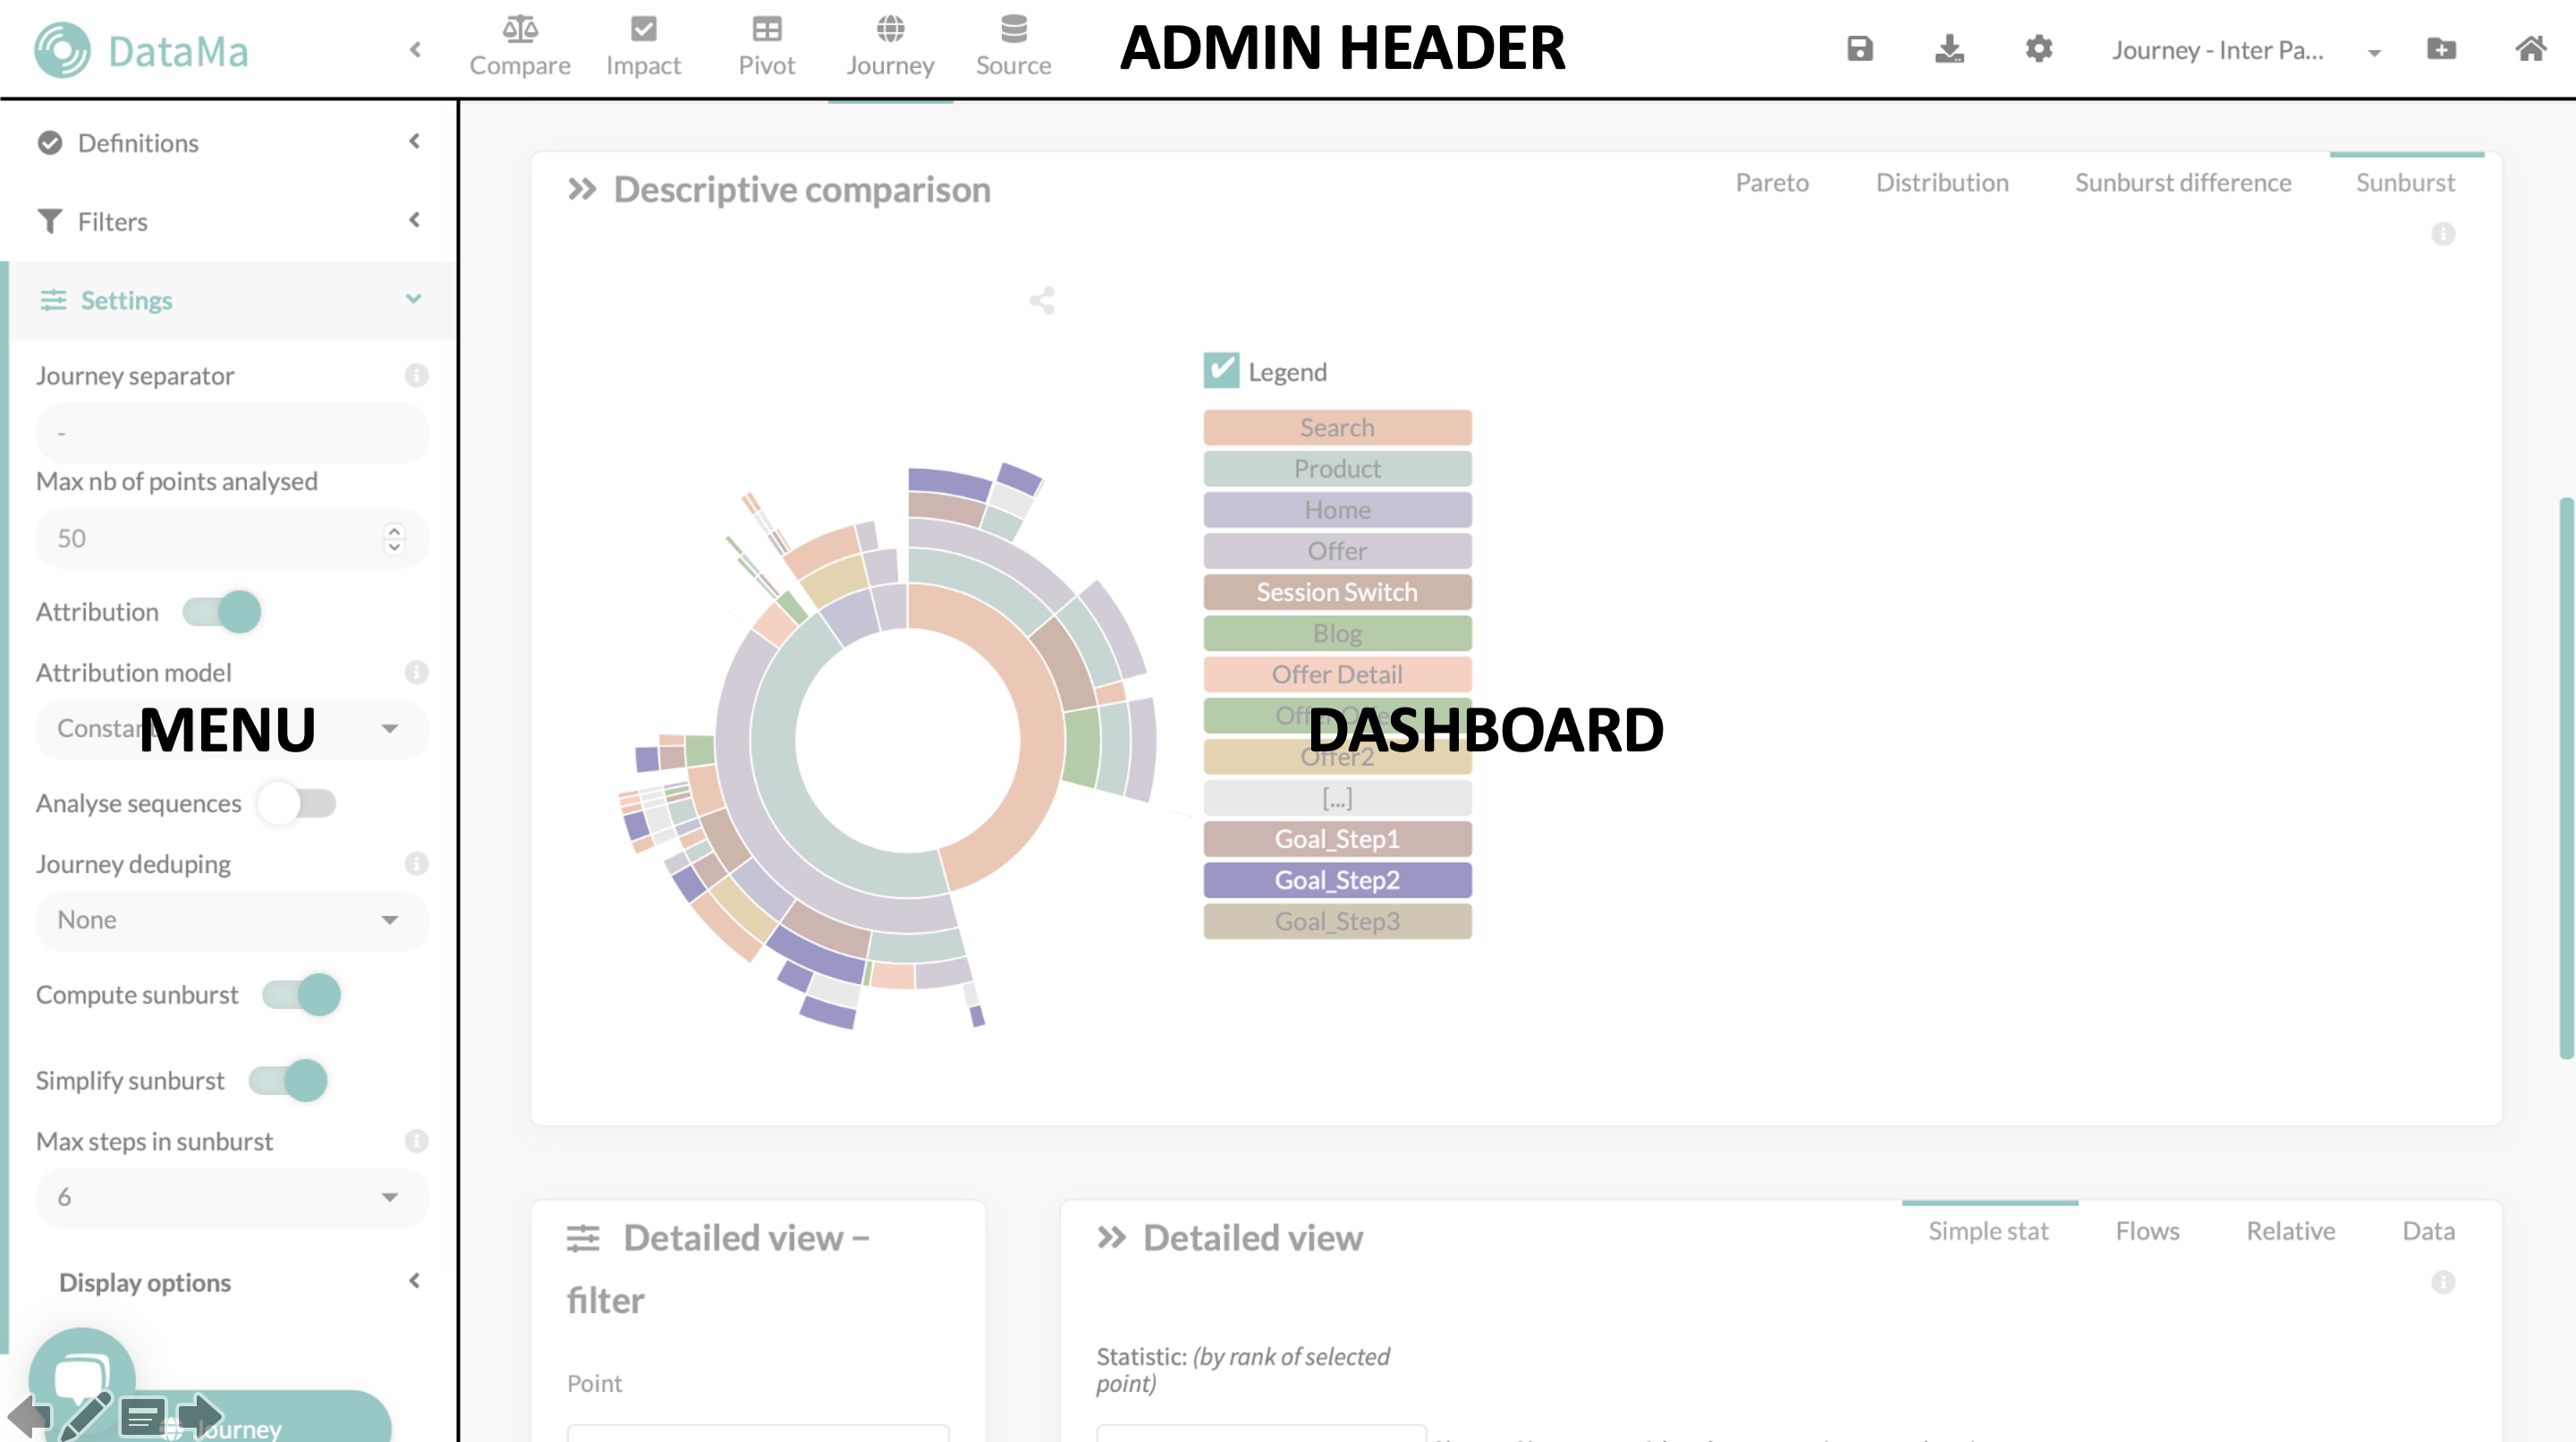 DataMa
Compare
Impact
Pivot
Journey
Source
ADMIN HEADER
Journey - Inter Pa...
Definitions
Filters
Settings
Journey separator
-
Max nb of points analysed
50
Attribution
Attribution model
MENU
Analyse sequences
Journey deduping
None
Compute sunburst
Simplify sunburst
Max steps in sunburst
6
Display options
Journey
Descriptive comparison
Pareto
Distribution
Sunburst difference
Sunburst
Legend
Search
Product
Home
Offer
Session Switch
Blog
Offer Detail
DASHBOARD
Offer2
[...]
Goal_Step1
Goal_Step2
Goal_Step3
Detailed view –
filter
Point
Detailed view
Simple stat
Flows
Relative
Data
Statistic: (by rank of selected
point)